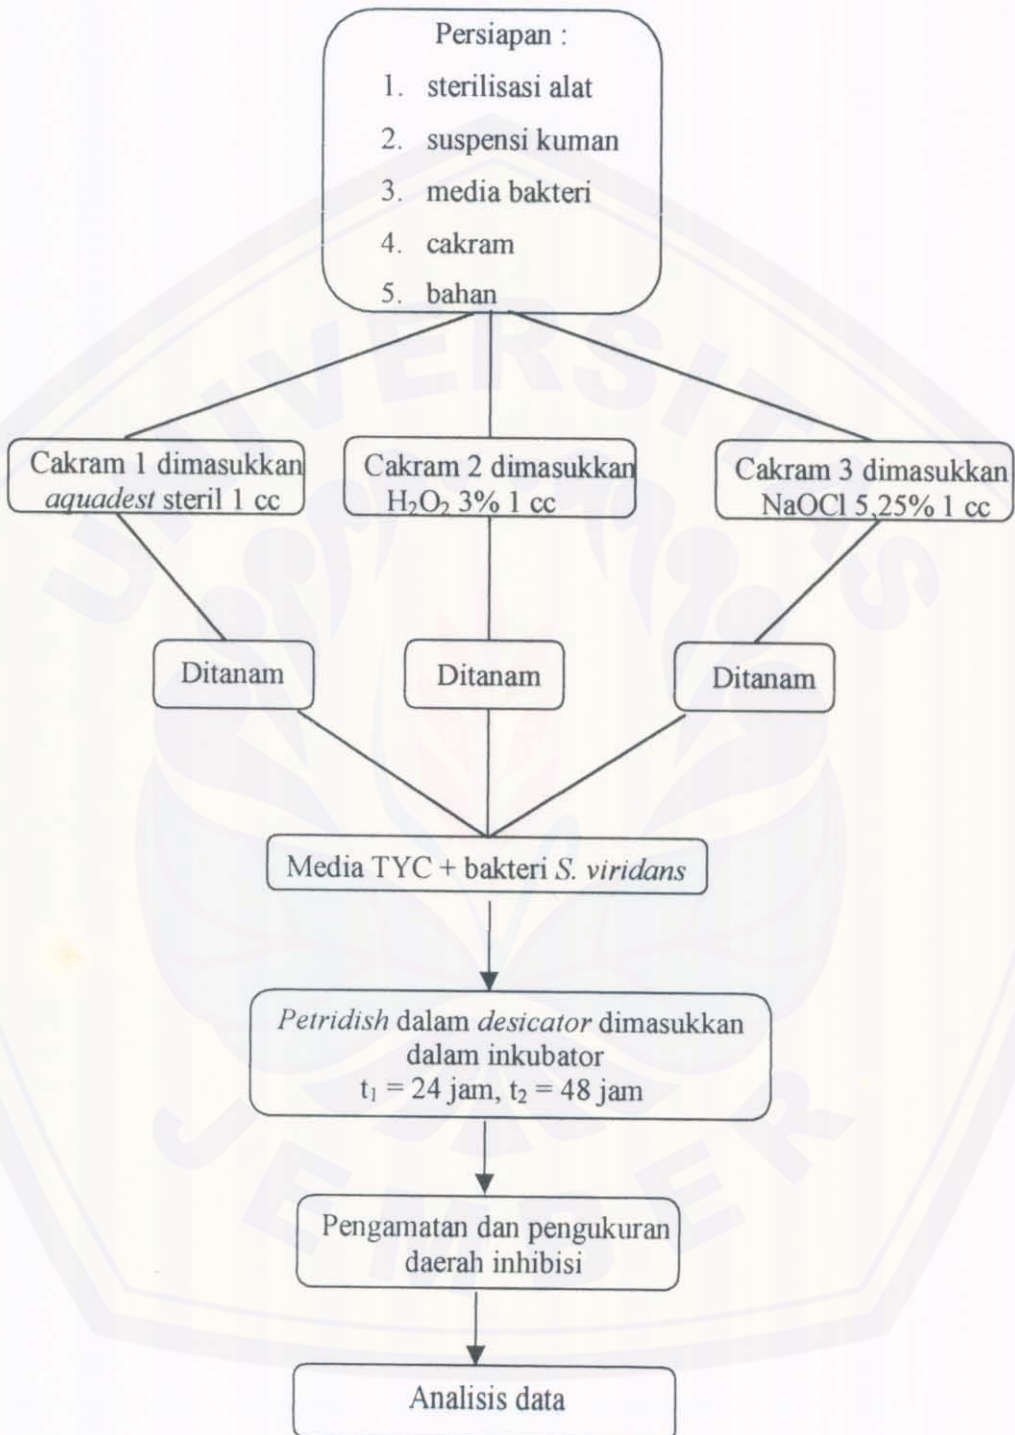 Persiapan :
1. sterilisasi alat
2. suspensi kuman
3. media bakteri
4. cakram
5. bahan
Cakram 1 dimasukkan
aquadest steril 1 cc
Cakram 2 dimasukkan
H₂O₂ 3% 1 cc
Cakram 3 dimasukkan
NaOCl 5,25% 1 cc
Ditanam
Ditanam
Ditanam
Media TYC + bakteri S. viridans
Petridish dalam desicator dimasukkan
dalam inkubator
t₁ = 24 jam, t₂ = 48 jam
Pengamatan dan pengukuran
daerah inhibisi
Analisis data
UNIVERSITAS
JEMBER